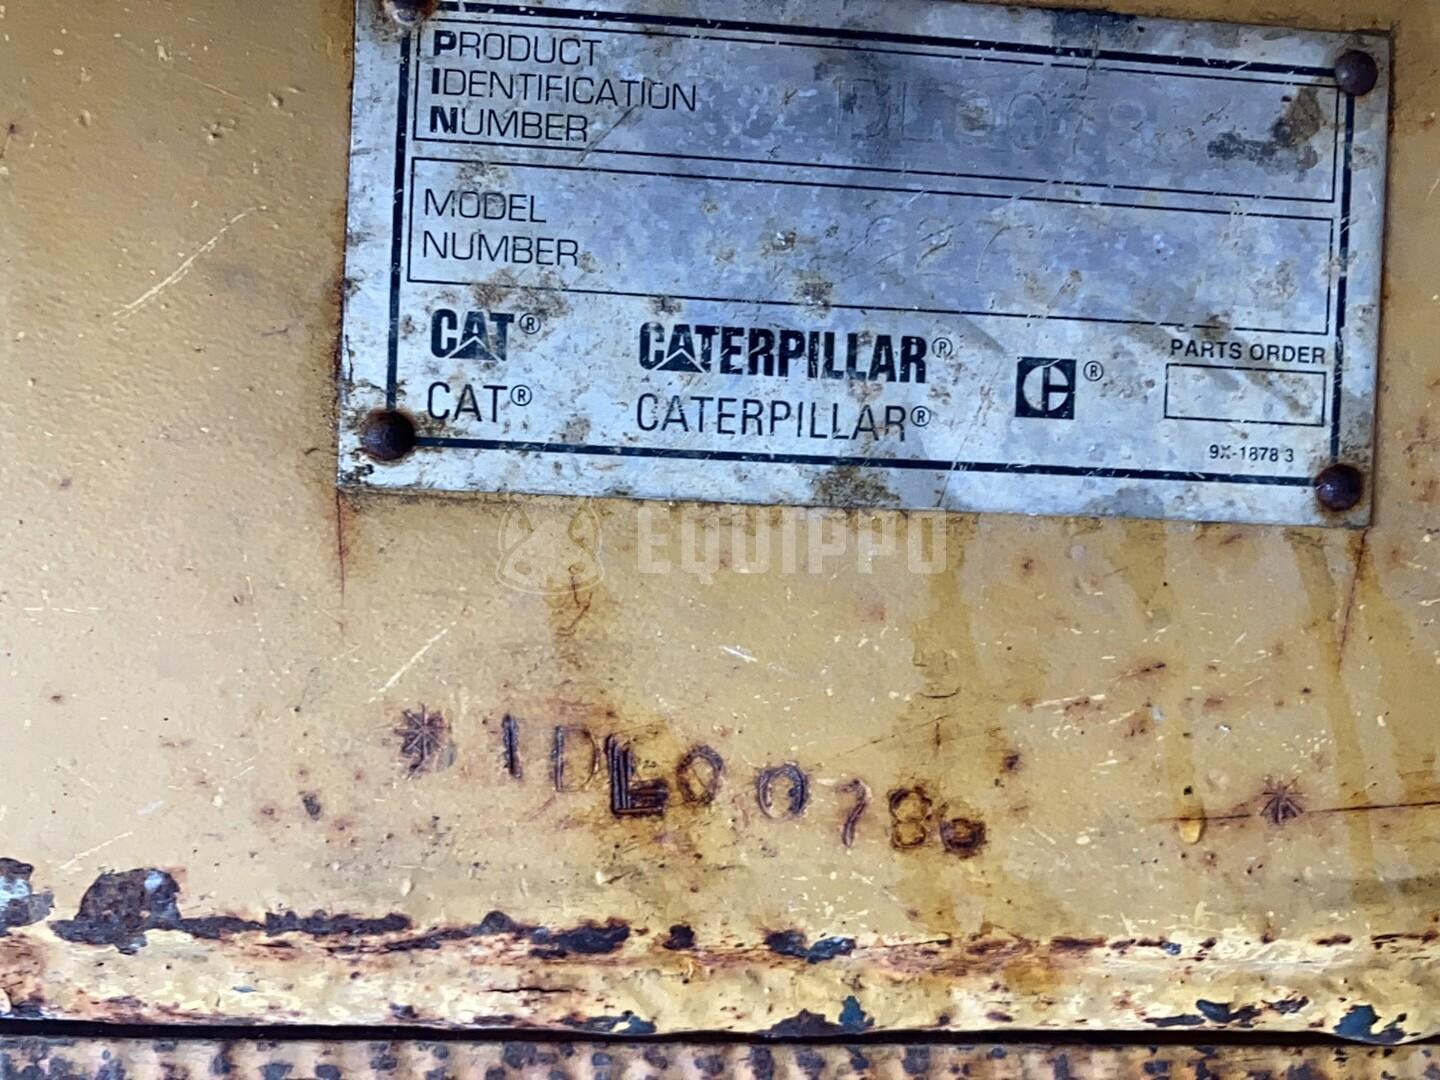 PRODUCT
IDENTIFICATION
NUMBER
MODEL
NUMBER
CAT® CATERPILLAR® ®
CAT® CATERPILLAR®
PARTS ORDER
9X-1878 3
EQUIPPO
*1DL00786 *